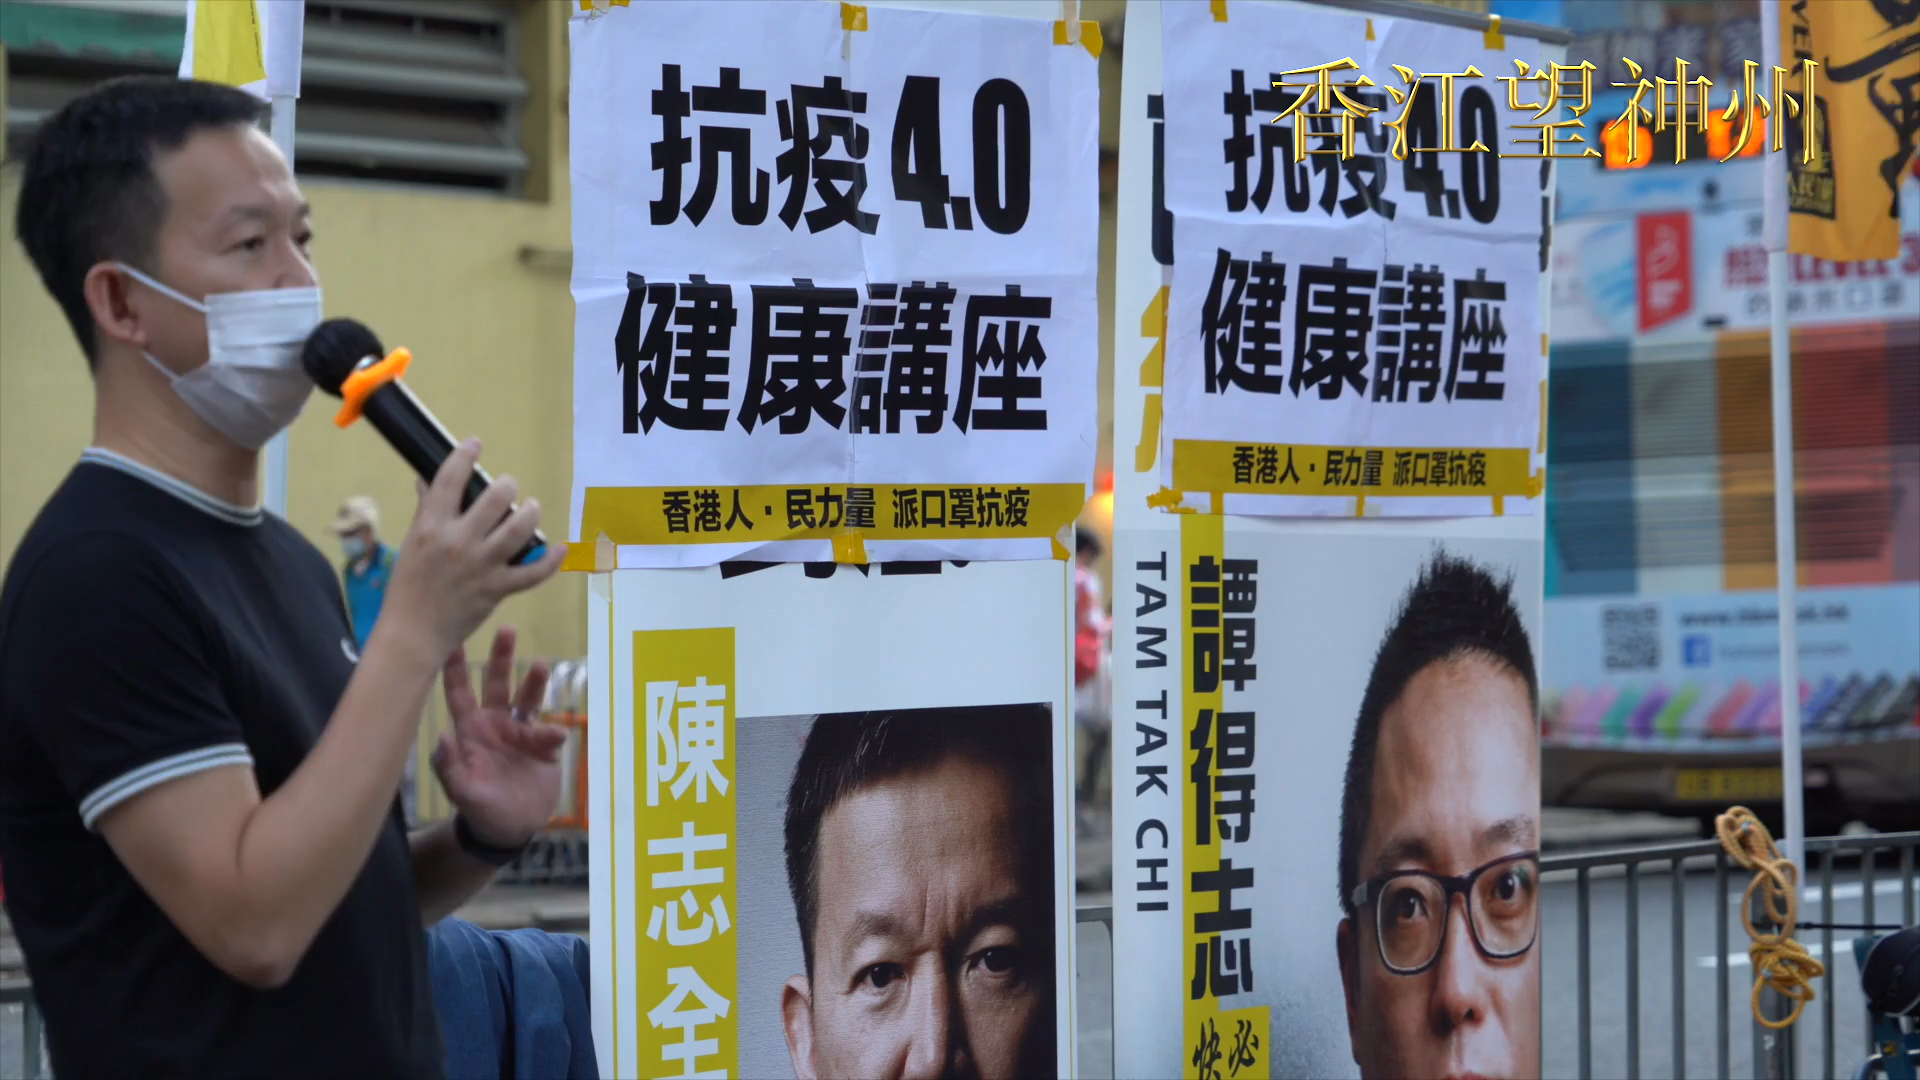 香江望神州
抗疫4.0
健康講座
香港人·民力量 派口罩抗疫
陳志全
抗疫4.0
健康講座
香港人·民力量 派口罩抗疫
TAM TAK CHI
譚得志
快必